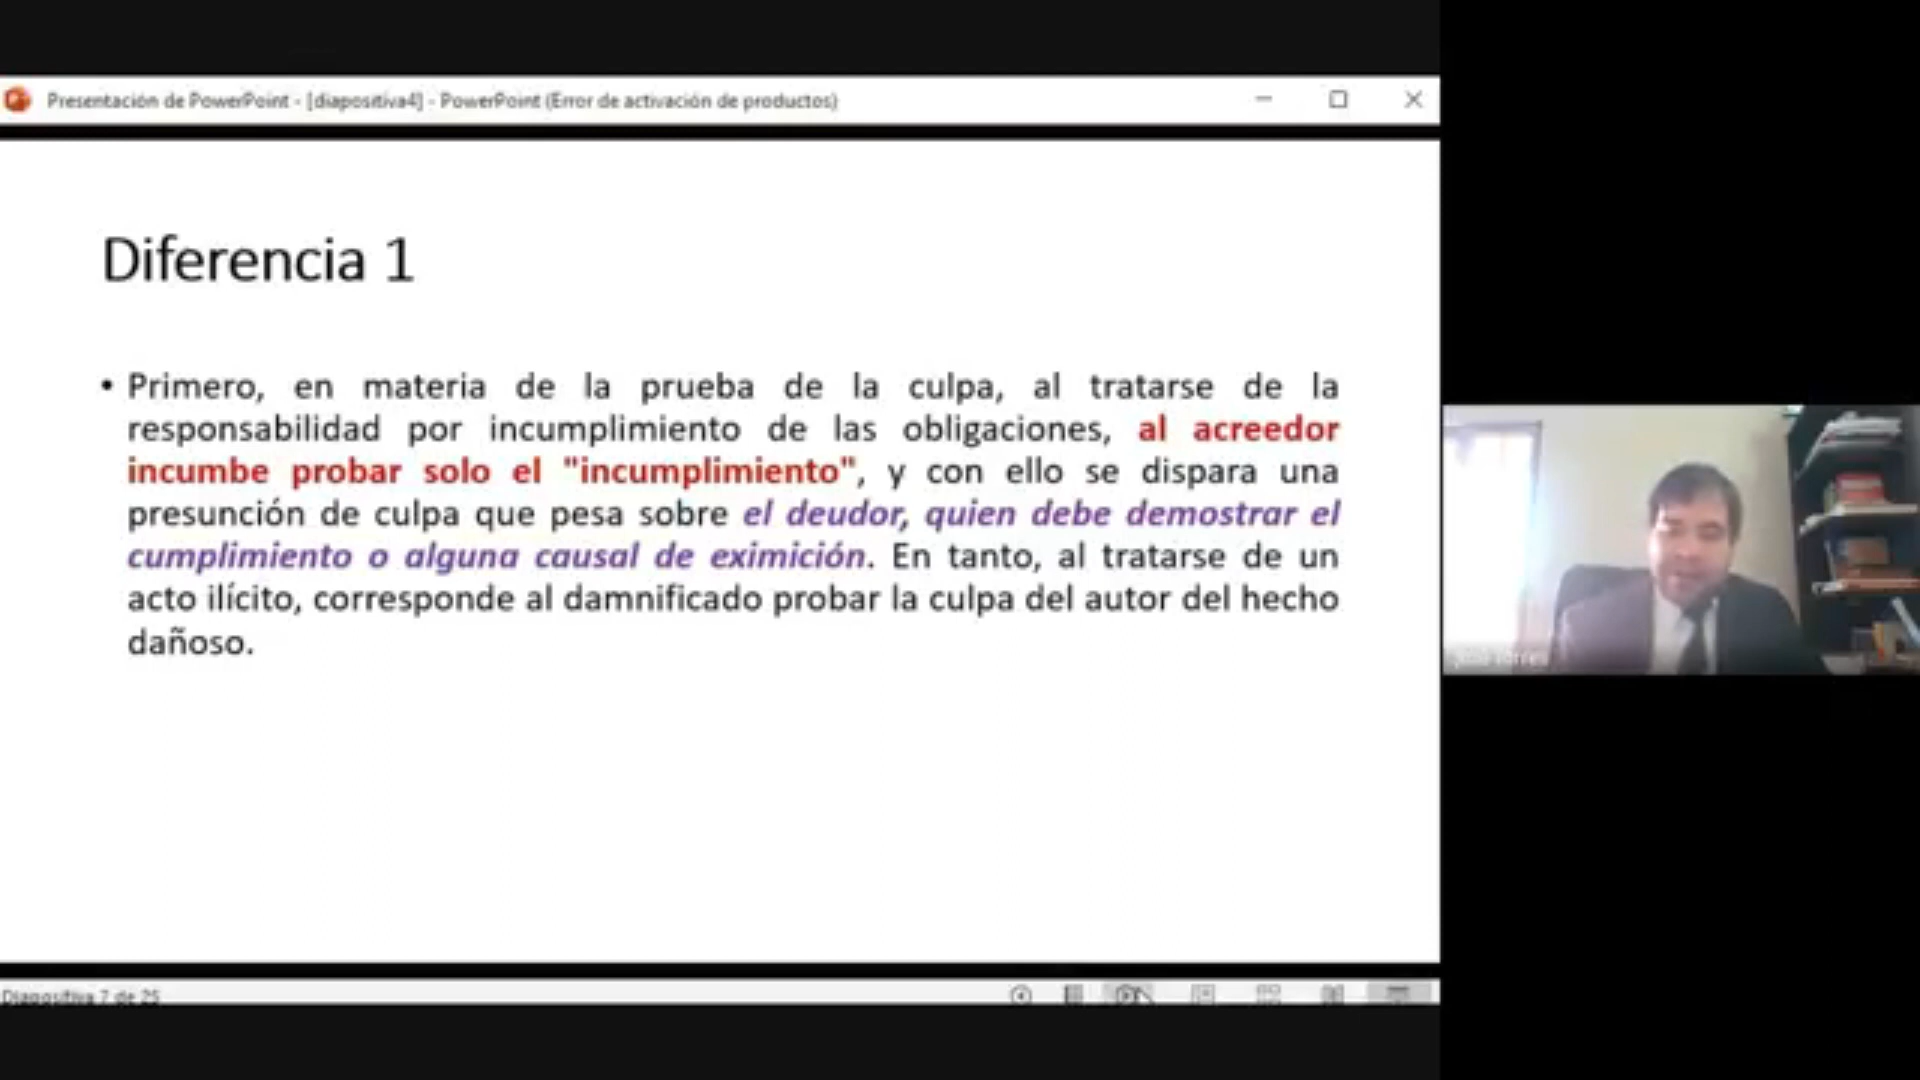 Presentación de PowerPoint - [diapositiva4] - PowerPoint (Error de activación de productos)
Diferencia 1
• Primero, en materia de la prueba de la culpa, al tratarse de la
responsabilidad por incumplimiento de las obligaciones, al acreedor
incumbe probar solo el "incumplimiento", y con ello se dispara una
presunción de culpa que pesa sobre el deudor, quien debe demostrar el
cumplimiento o alguna causal de eximición. En tanto, al tratarse de un
acto ilícito, corresponde al damnificado probar la culpa del autor del hecho
dañoso.
Diapositiva 7 de 25